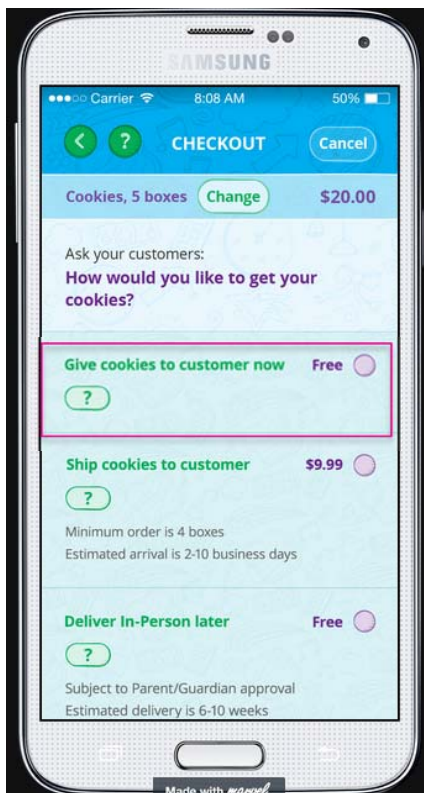 SAMSUNG
Carrier 8:08 AM 50%
< ? CHECKOUT Cancel
Cookies, 5 boxes Change $20.00
Ask your customers:
How would you like to get your
cookies?
Give cookies to customer now Free
?
Ship cookies to customer $9.99
?
Minimum order is 4 boxes
Estimated arrival is 2-10 business days
Deliver In-Person later Free
?
Subject to Parent/Guardian approval
Estimated delivery is 6-10 weeks
Made with marvel